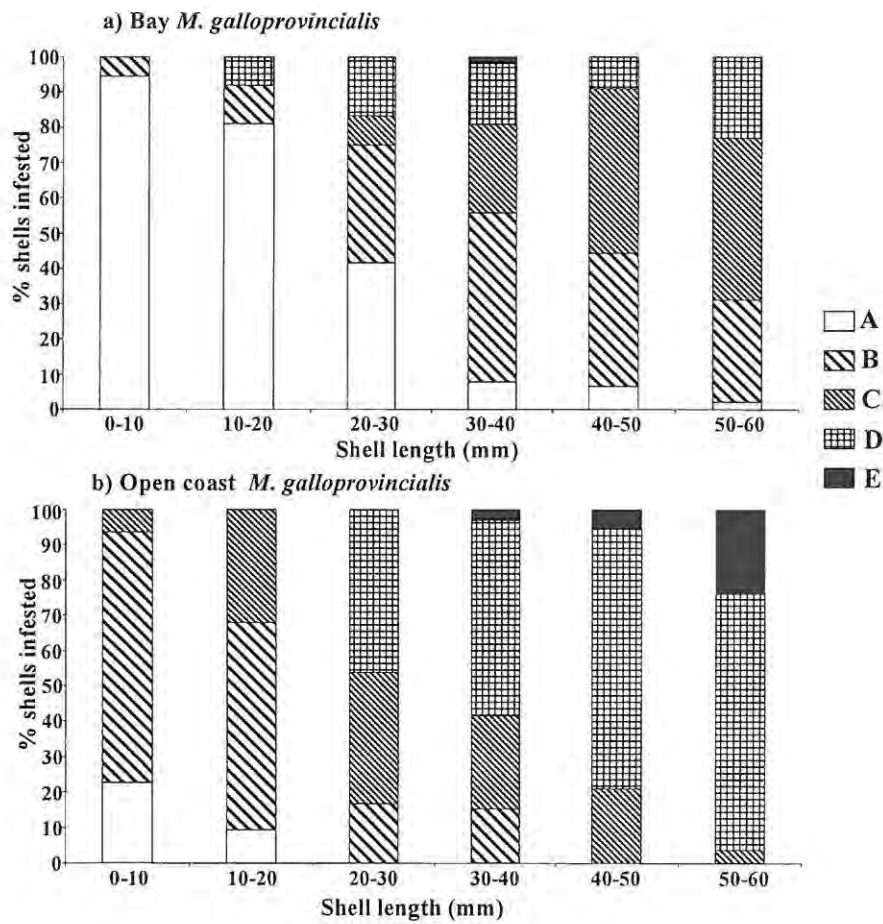 a) Bay M. galloprovincialis
100
90
80
70
60
50
40
30
20
10
0
% shells infested
0-10 10-20 20-30 30-40 40-50 50-60
Shell length (mm)
A
B
C
D
E
b) Open coast M. galloprovincialis
100
90
80
70
60
50
40
30
20
10
0
% shells infested
0-10 10-20 20-30 30-40 40-50 50-60
Shell length (mm)